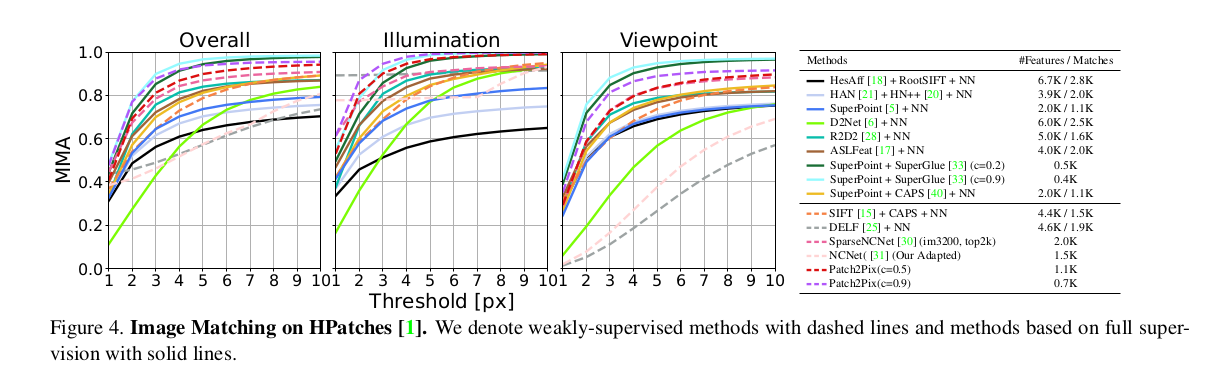 Overall
Illumination
Viewpoint
MMA
1.0
0.8
0.6
0.4
0.2
0.0
1 2 3 4 5 6 7 8 9 10
1 2 3 4 5 6 7 8 9 10
1 2 3 4 5 6 7 8 9 10
Threshold [px]
Methods #Features / Matches
HesAff [18] + RootSIFT + NN 6.7K / 2.8K
HAN [21] + HN++ [20] + NN 3.9K / 2.0K
SuperPoint [5] + NN 2.0K / 1.1K
D2Net [6] + NN 6.0K / 2.5K
R2D2 [28] + NN 5.0K / 1.6K
ASLFeat [17] + NN 4.0K / 2.0K
SuperPoint + SuperGlue [33] (c=0.2) 0.5K
SuperPoint + SuperGlue [33] (c=0.9) 0.4K
SuperPoint + CAPS [40] + NN 2.0K / 1.1K
SIFT [15] + CAPS + NN 4.4K / 1.5K
DELF [25] + NN 4.6K / 1.9K
SparseNCNet [30] (im3200, top2k) 2.0K
NCNet( [31] (Our Adapted) 1.5K
Patch2Pix(c=0.5) 1.1K
Patch2Pix(c=0.9) 0.7K
Figure 4. Image Matching on HPatches [1]. We denote weakly-supervised methods with dashed lines and methods based on full super-
vision with solid lines.